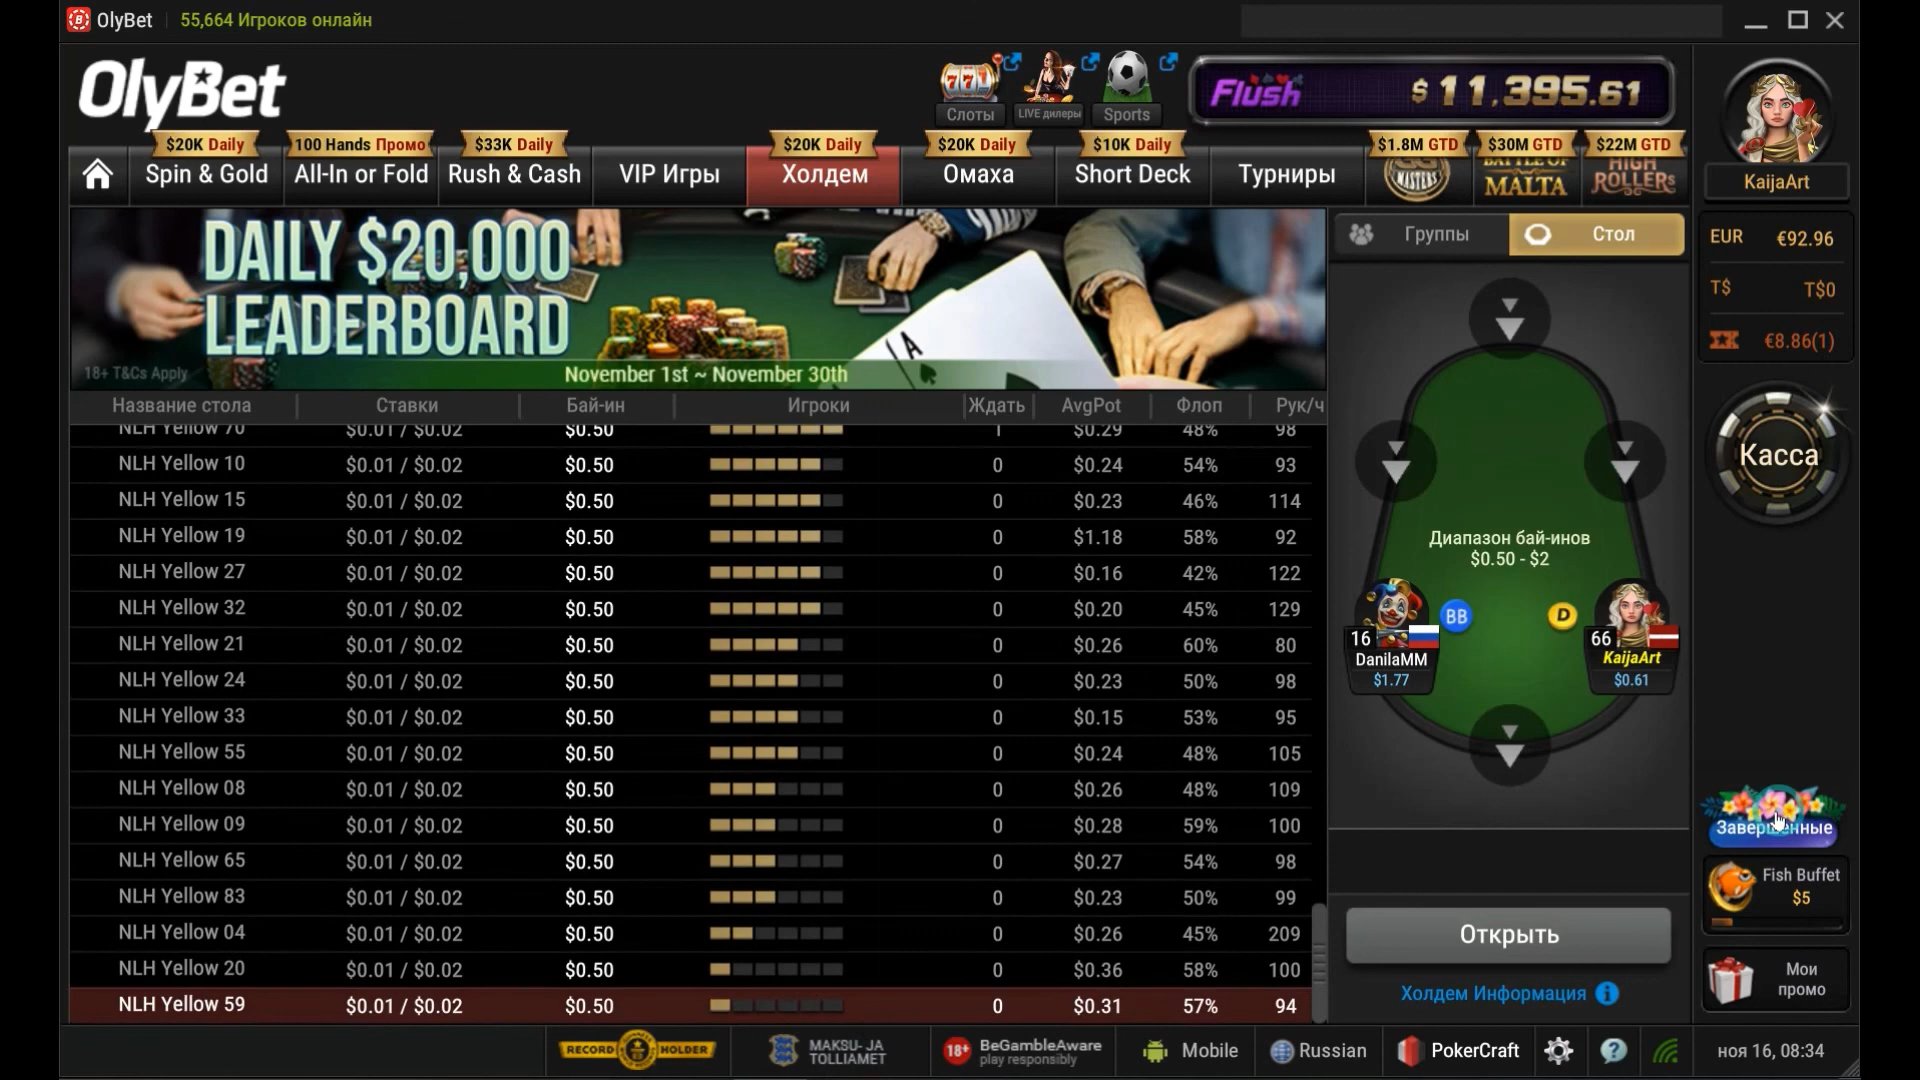 OlyBet
55,664 Игроков онлайн
OlyBet
Слоты
LIVE дилеры
Sports
Flush
$ 11,395.61
$20K Daily
100 Hands Промо
$33K Daily
$20K Daily
$20K Daily
$10K Daily
$1.8M GTD
$30M GTD
$22M GTD
Spin & Gold
All-In or Fold
Rush & Cash
VIP Игры
Холдем
Омаха
Short Deck
Турниры
GG MASTERS
BATTLE OF MALTA
HIGH ROLLERS
KaijaArt
DAILY $20,000
LEADERBOARD
18+ T&Cs Apply
November 1st ~ November 30th
Группы
Стол
EUR €92.96
T$ T$0
€8.86(1)
Касса
Название стола Ставки Бай-ин Игроки Ждать AvgPot Флоп Рук/ч
NLH Yellow 70 $0.01 / $0.02 $0.50 1 $0.29 48% 98
NLH Yellow 10 $0.01 / $0.02 $0.50 0 $0.24 54% 93
NLH Yellow 15 $0.01 / $0.02 $0.50 0 $0.23 46% 114
NLH Yellow 19 $0.01 / $0.02 $0.50 0 $1.18 58% 92
NLH Yellow 27 $0.01 / $0.02 $0.50 0 $0.16 42% 122
NLH Yellow 32 $0.01 / $0.02 $0.50 0 $0.20 45% 129
NLH Yellow 21 $0.01 / $0.02 $0.50 0 $0.26 60% 80
NLH Yellow 24 $0.01 / $0.02 $0.50 0 $0.23 50% 98
NLH Yellow 33 $0.01 / $0.02 $0.50 0 $0.15 53% 95
NLH Yellow 55 $0.01 / $0.02 $0.50 0 $0.24 48% 105
NLH Yellow 08 $0.01 / $0.02 $0.50 0 $0.26 48% 109
NLH Yellow 09 $0.01 / $0.02 $0.50 0 $0.28 59% 100
NLH Yellow 65 $0.01 / $0.02 $0.50 0 $0.27 54% 98
NLH Yellow 83 $0.01 / $0.02 $0.50 0 $0.23 50% 99
NLH Yellow 04 $0.01 / $0.02 $0.50 0 $0.26 45% 209
NLH Yellow 20 $0.01 / $0.02 $0.50 0 $0.36 58% 100
NLH Yellow 59 $0.01 / $0.02 $0.50 0 $0.31 57% 94
Диапазон бай-инов
$0.50 - $2
BB
D
16
DanilaMM
$1.77
66
KaijaArt
$0.61
Открыть
Холдем Информация
Завершенные
Fish Buffet
$5
Мои
промо
RECORD HOLDER
MAKSU- JA
TOLLIAMET
18+
BeGambleAware
play responsibly
Mobile
Russian
PokerCraft
ноя 16, 08:34